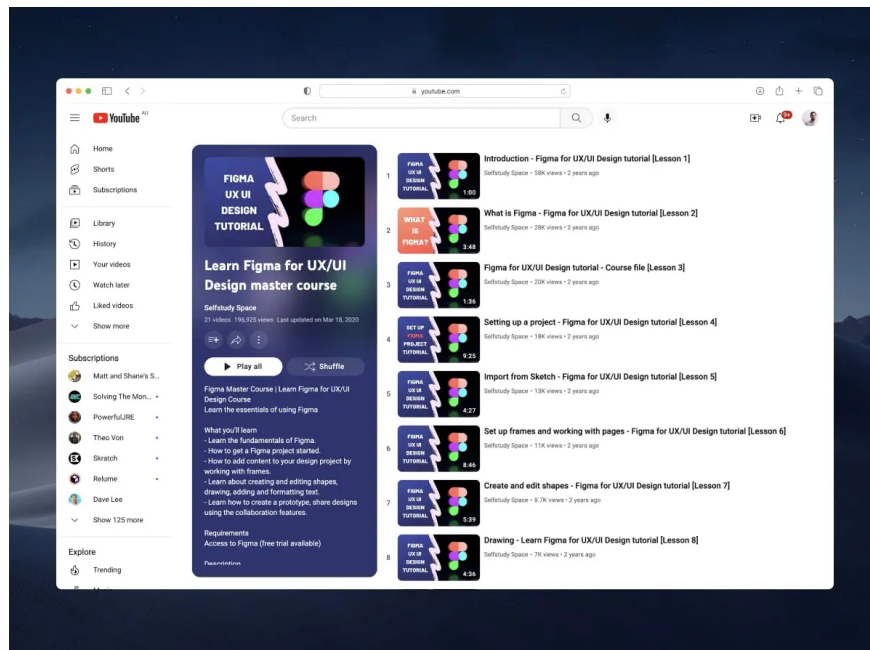 youtube.com
YouTube AU
Search
9+
Home
Shorts
Subscriptions
Library
History
Your videos
Watch later
Liked videos
Show more
Subscriptions
Matt and Shane's S...
Solving The Mon...
PowerfulJRE
Theo Von
Skratch
Relume
Dave Lee
Show 125 more
Explore
Trending
FIGMA
UX UI
DESIGN
TUTORIAL
Learn Figma for UX/UI
Design master course
Selfstudy Space
21 videos 196,925 views Last updated on Mar 18, 2020
Play all
Shuffle
Figma Master Course | Learn Figma for UX/UI
Design Course
Learn the essentials of using Figma
What you'll learn
- Learn the fundamentals of Figma.
- How to get a Figma project started.
- How to add content to your design project by
working with frames.
- Learn about creating and editing shapes,
drawing, adding and formatting text.
- Learn how to create a prototype, share designs
using the collaboration features.
Requirements
Access to Figma (free trial available)
Description
1
FIGMA
UX UI
DESIGN
TUTORIAL
1:00
Introduction - Figma for UX/UI Design tutorial [Lesson 1]
Selfstudy Space • 58K views • 2 years ago
2
WHAT
IS
FIGMA?
3:48
What is Figma - Figma for UX/UI Design tutorial [Lesson 2]
Selfstudy Space • 28K views • 2 years ago
3
FIGMA
UX UI
DESIGN
TUTORIAL
1:36
Figma for UX/UI Design tutorial - Course file [Lesson 3]
Selfstudy Space • 20K views • 2 years ago
4
SET UP
FIGMA
PROJECT
TUTORIAL
9:25
Setting up a project - Figma for UX/UI Design tutorial [Lesson 4]
Selfstudy Space • 18K views • 2 years ago
5
FIGMA
UX UI
DESIGN
TUTORIAL
4:27
Import from Sketch - Figma for UX/UI Design tutorial [Lesson 5]
Selfstudy Space • 13K views • 2 years ago
6
FIGMA
UX UI
DESIGN
TUTORIAL
8:46
Set up frames and working with pages - Figma for UX/UI Design tutorial [Lesson 6]
Selfstudy Space • 11K views • 2 years ago
7
FIGMA
UX UI
DESIGN
TUTORIAL
5:39
Create and edit shapes - Figma for UX/UI Design tutorial [Lesson 7]
Selfstudy Space • 8.7K views • 2 years ago
8
FIGMA
UX UI
DESIGN
TUTORIAL
4:36
Drawing - Learn Figma for UX/UI Design tutorial [Lesson 8]
Selfstudy Space • 7K views • 2 years ago